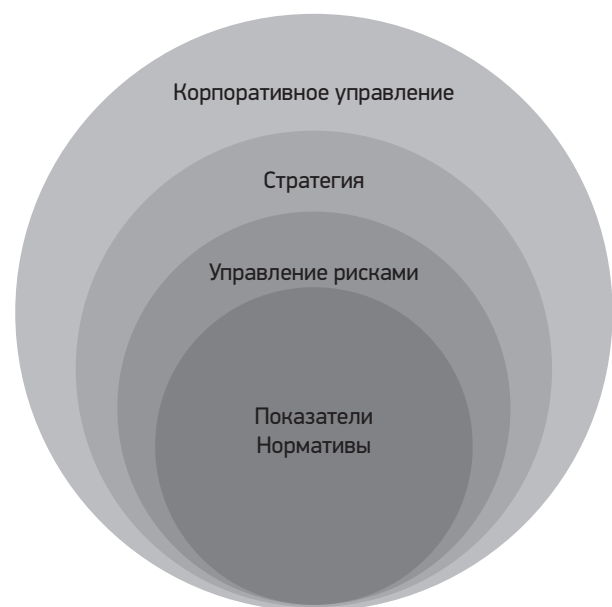 Корпоративное управление
Стратегия
Управление рисками
Показатели
Нормативы